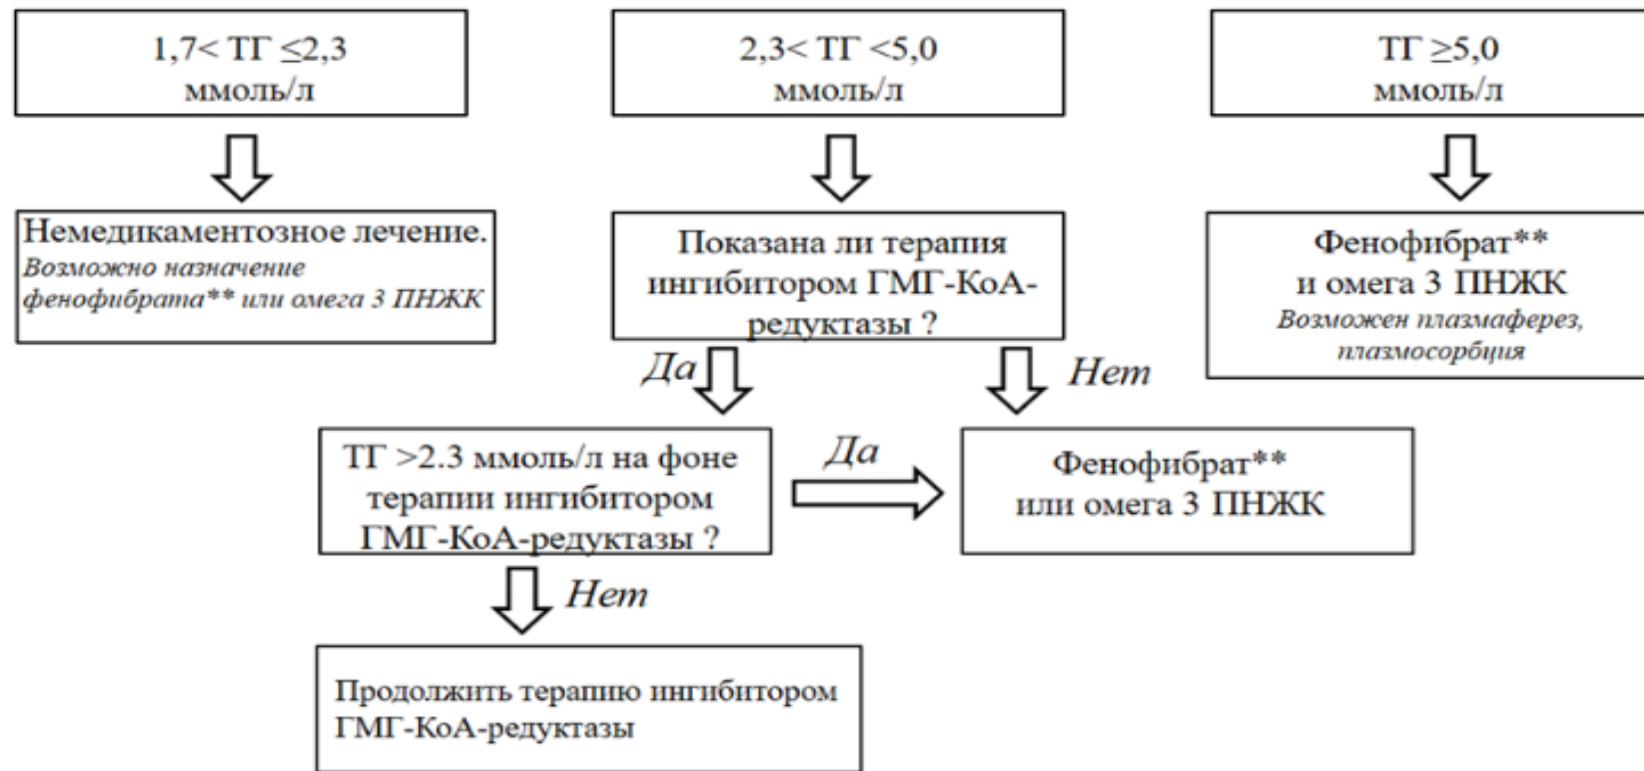 1,7< ТГ ≤2,3
ммоль/л
2,3< ТГ <5,0
ммоль/л
ТГ ≥5,0
ммоль/л
Немедикаментозное лечение.
Возможно назначение
фенофибрата** или омега 3 ПНЖК
Показана ли терапия
ингибитором ГМГ-КоА-
редуктазы ?
Фенофибрат**
и омега 3 ПНЖК
Возможен плазмаферез,
плазмосорбция
Да
Нет
ТГ >2.3 ммоль/л на фоне
терапии ингибитором
ГМГ-КоА-редуктазы ?
Да
Фенофибрат**
или омега 3 ПНЖК
Нет
Продолжить терапию ингибитором
ГМГ-КоА-редуктазы